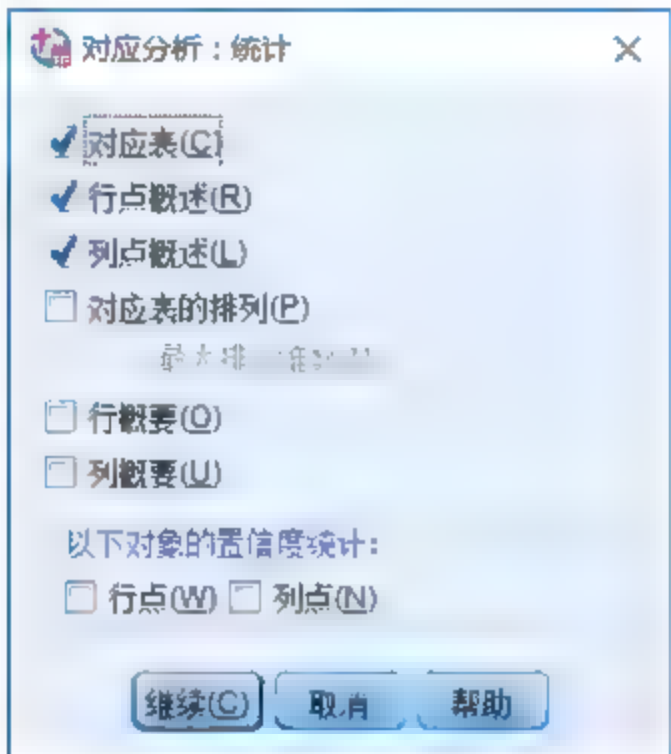 对应分析：统计
对应表(C)
行点概述(R)
列点概述(L)
对应表的排列(P)
行概要(O)
列概要(U)
以下对象的置信度统计：
行点(W) 列点(N)
继续(C) 取消 帮助